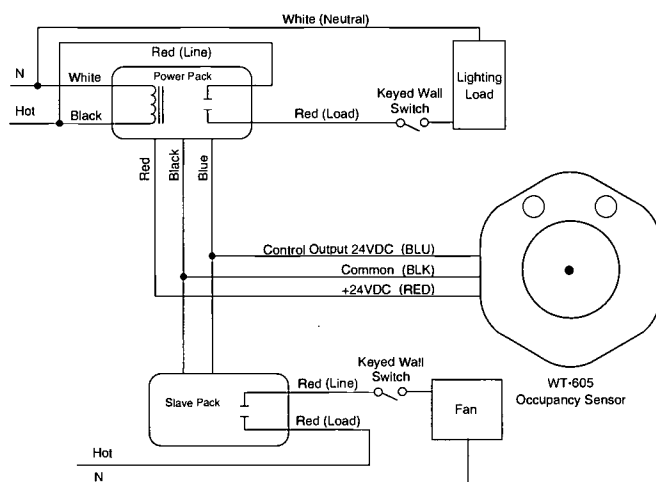 White (Neutral)
Red (Line)
N
White
Power Pack
Lighting
Load
Keyed Wall
Switch
Hot
Black
Red (Load)
Red
Black
Blue
Control Output 24VDC (BLU)
Common (BLK)
+24VDC (RED)
Keyed Wall
Switch
WT-605
Occupancy Sensor
Red (Line)
Slave Pack
Fan
Red (Load)
Hot
N